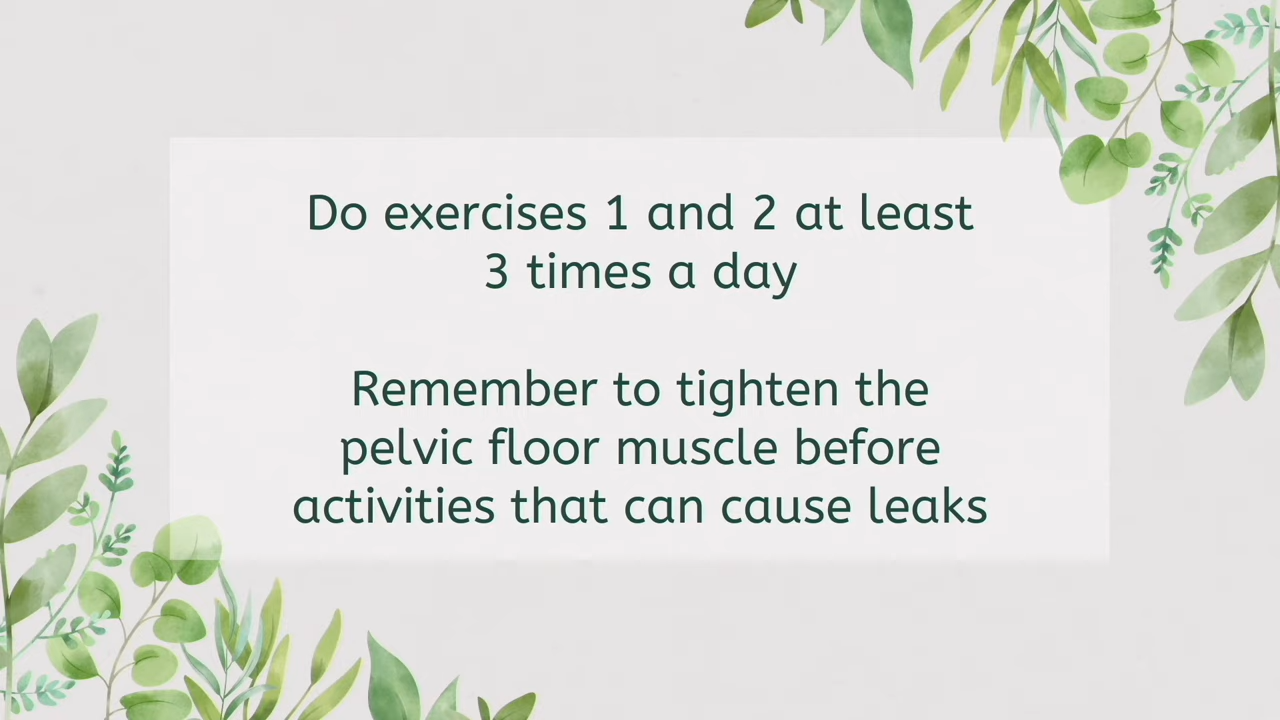 Do exercises 1 and 2 at least
3 times a day
Remember to tighten the
pelvic floor muscle before
activities that can cause leaks